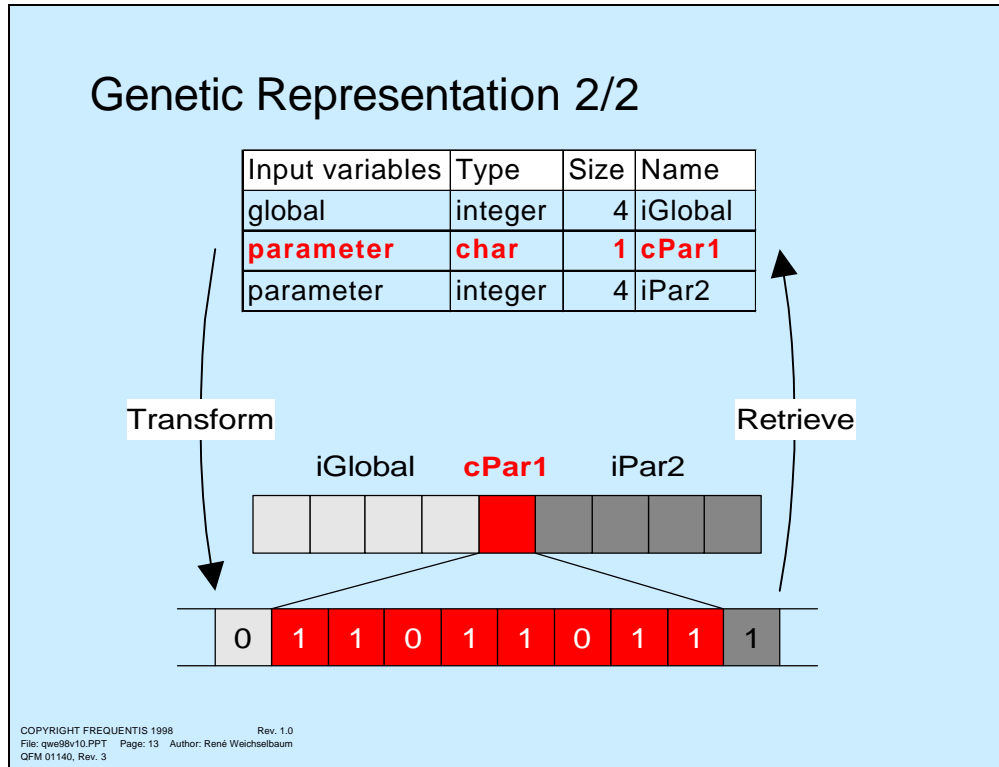 Genetic Representation 2/2
Input variables Type Size Name
global integer 4 iGlobal
parameter char 1 cPar1
parameter integer 4 iPar2
Transform Retrieve
iGlobal cPar1 iPar2
0 1 1 0 1 1 0 1 1 1
COPYRIGHT FREQUENTIS 1998 Rev. 1.0
File: qwe98v10.PPT Page: 13 Author: René Weichselbaum
QFM 01140, Rev. 3